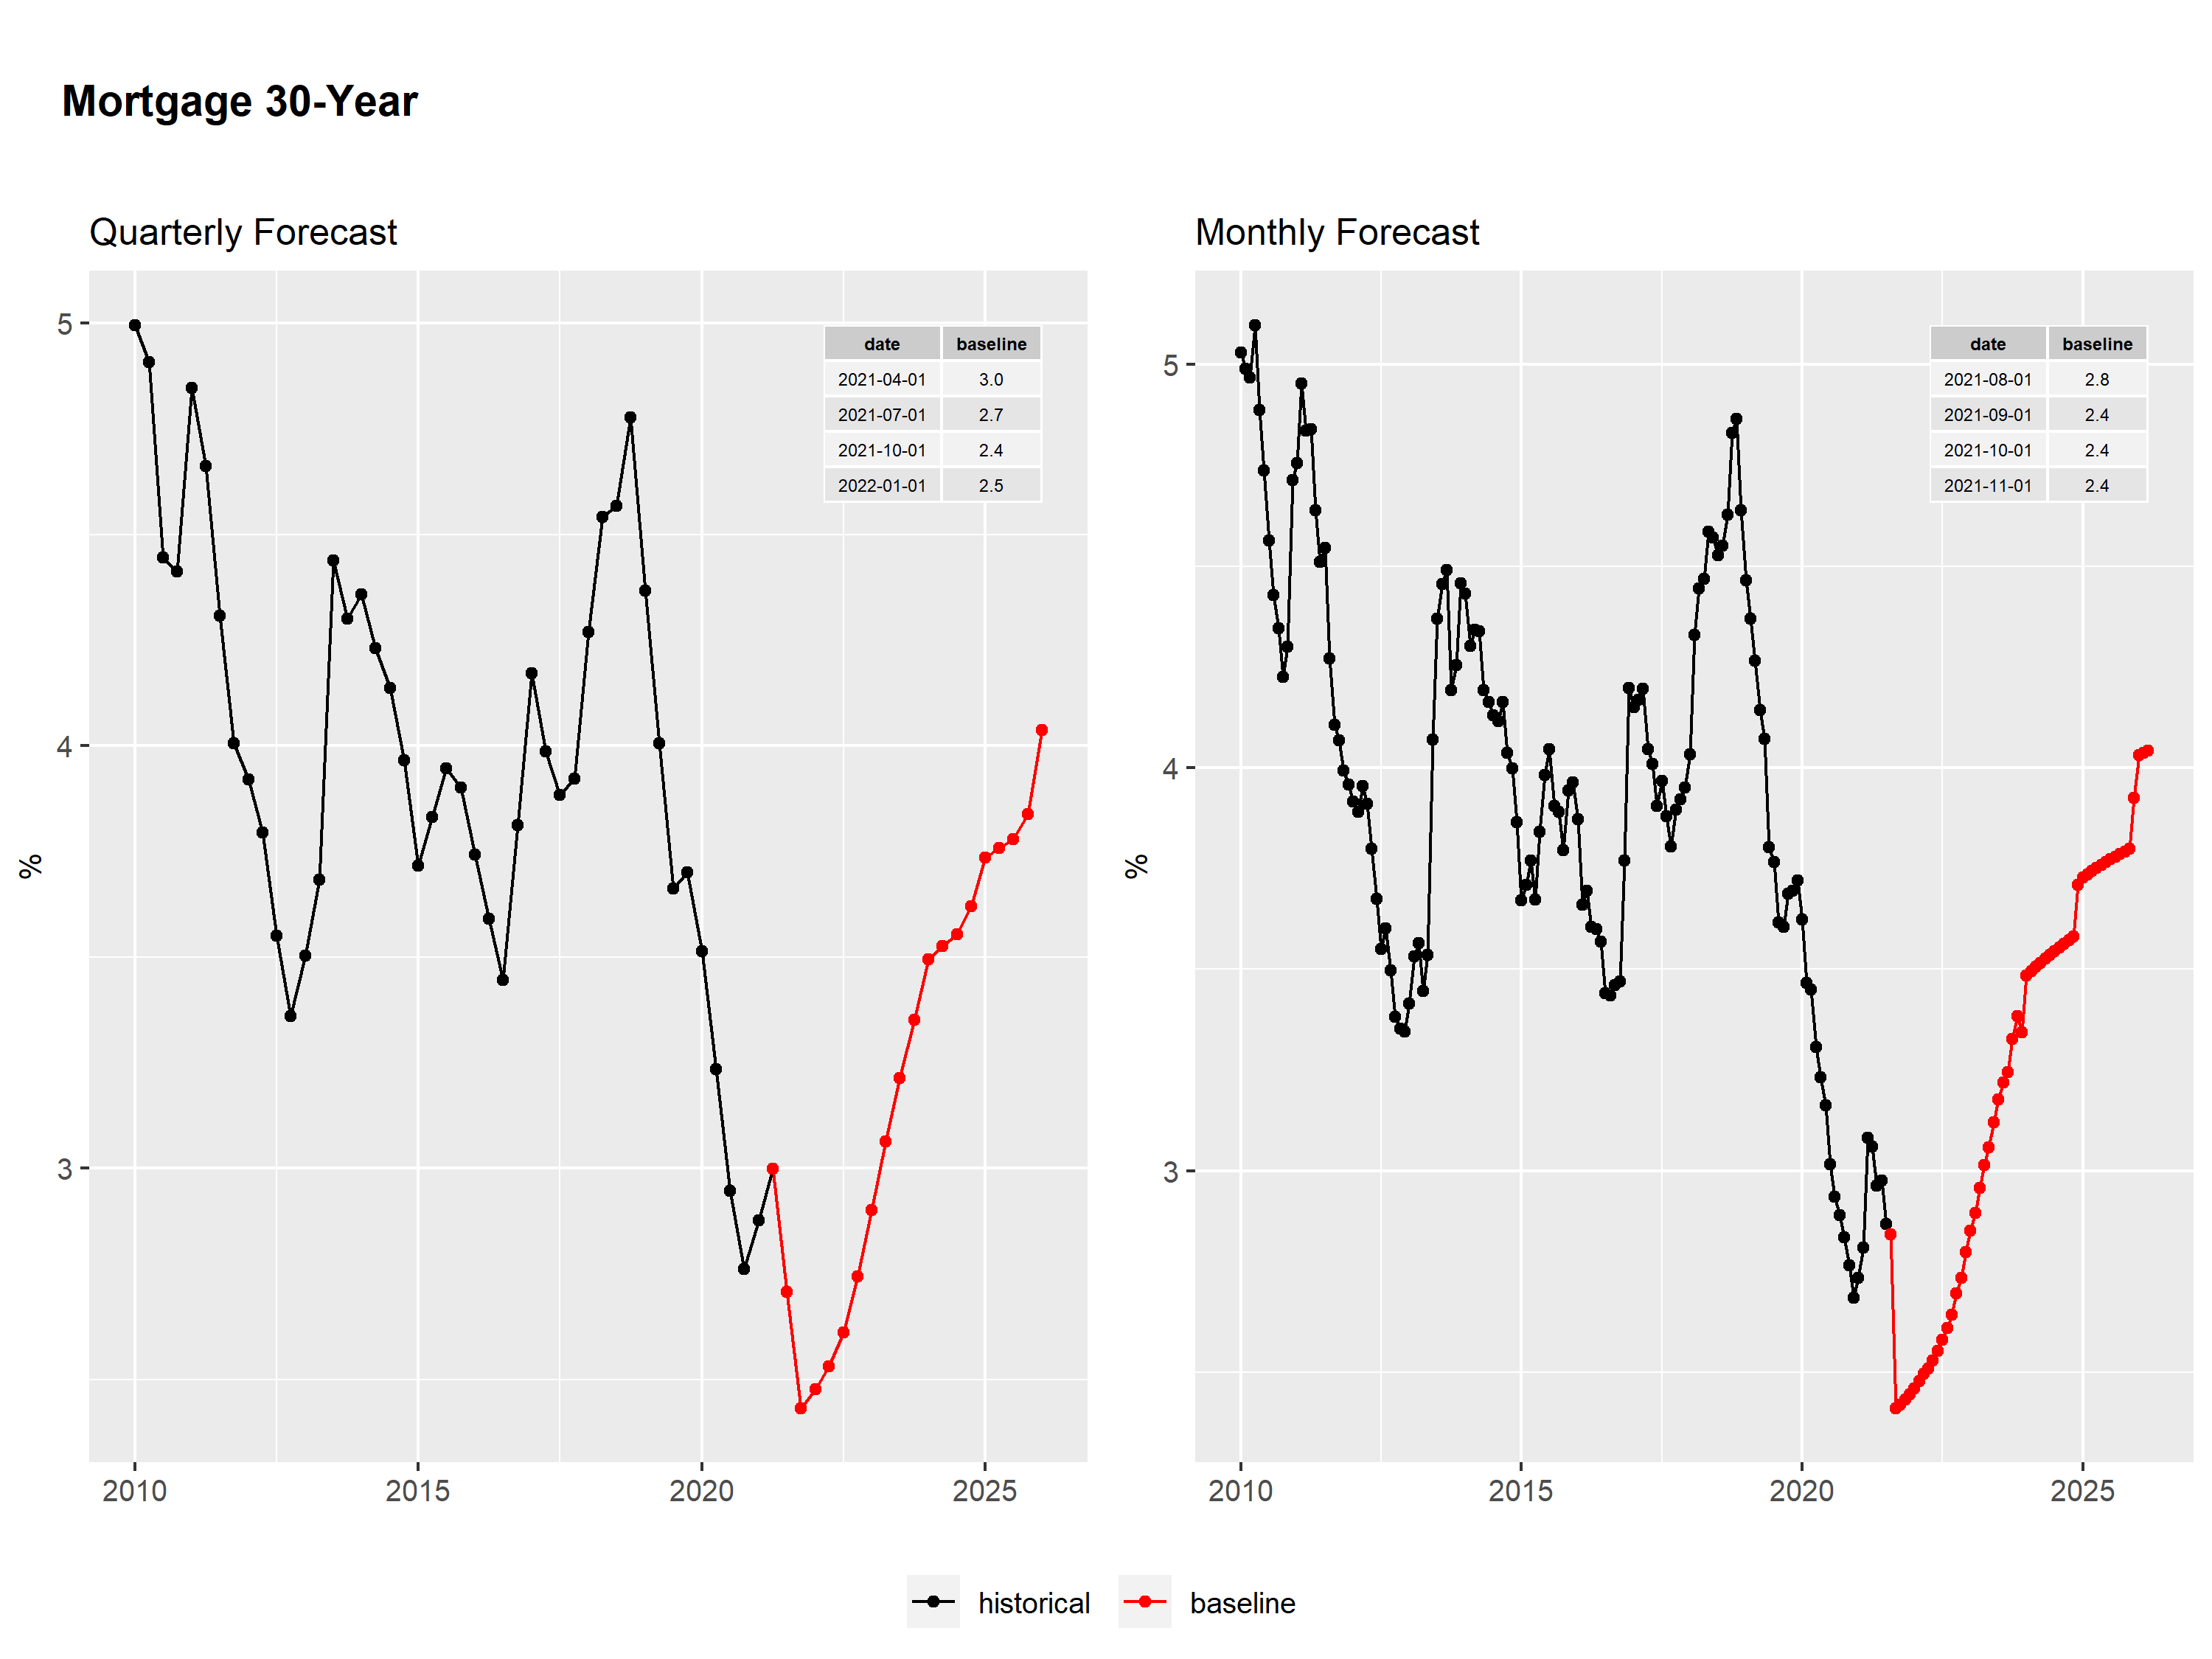 Mortgage 30-Year
Quarterly Forecast
5
4
3
%
2010 2015 2020 2025
date baseline
2021-04-01 3.0
2021-07-01 2.7
2021-10-01 2.4
2022-01-01 2.5
Monthly Forecast
5
4
3
%
2010 2015 2020 2025
date baseline
2021-08-01 2.8
2021-09-01 2.4
2021-10-01 2.4
2021-11-01 2.4
historical baseline